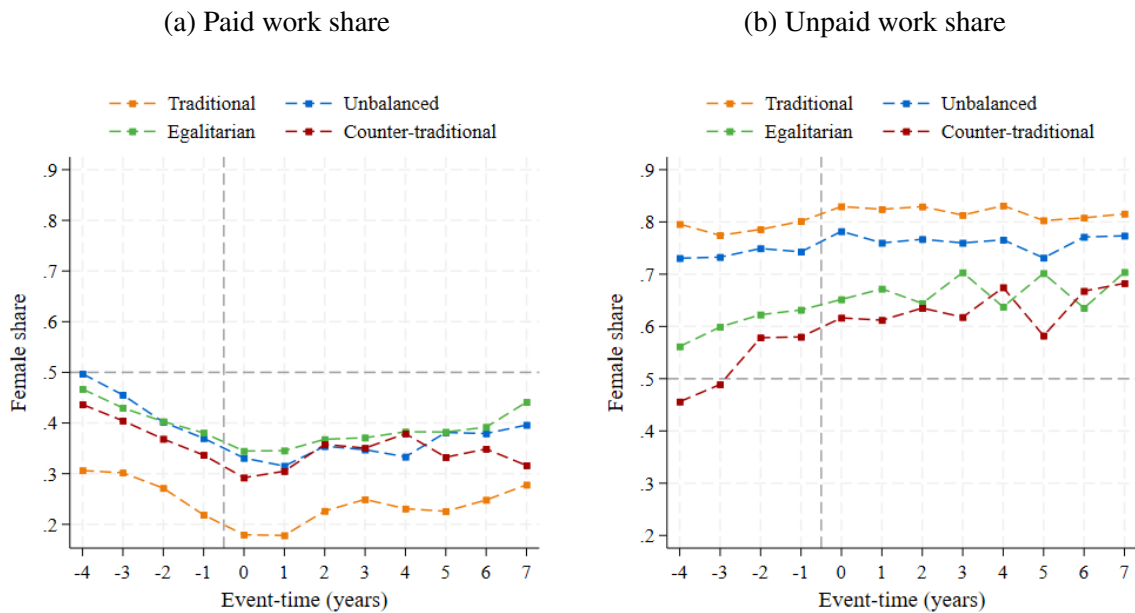 (a) Paid work share
Traditional
Unbalanced
Egalitarian
Counter-traditional
.9
.8
.7
.6
.5
.4
.3
.2
Female share
-4 -3 -2 -1 0 1 2 3 4 5 6 7
Event-time (years)
(b) Unpaid work share
Traditional
Unbalanced
Egalitarian
Counter-traditional
.9
.8
.7
.6
.5
.4
.3
.2
Female share
-4 -3 -2 -1 0 1 2 3 4 5 6 7
Event-time (years)